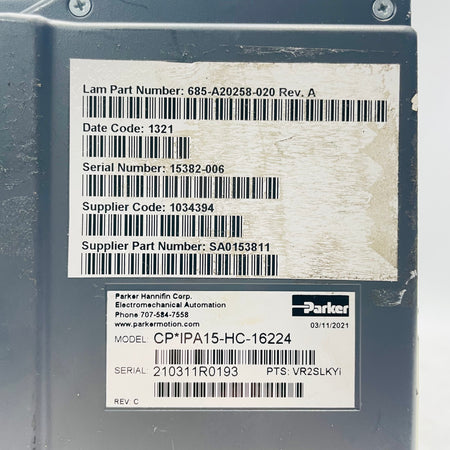 Lam Part Number: 685-A20258-020 Rev. A
Date Code: 1321
Serial Number: 15382-006
Supplier Code: 1034394
Supplier Part Number: SA0153811
Parker Hannifin Corp.
Electromechanical Automation
Phone 707-584-7558
www.parkermotion.com
Parker
03/11/2021
MODEL: CP*IPA15-HC-16224
SERIAL: 210311R0193 PTS: VR2SLKYi
REV C